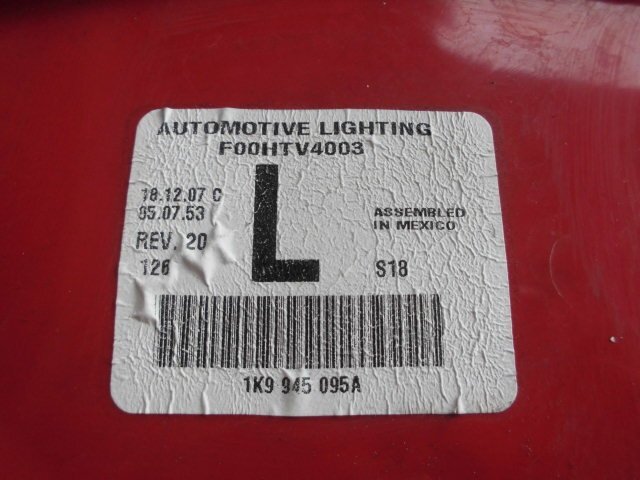 AUTOMOTIVE LIGHTING
F00HTV4003
L
18.12.07 C
05.07.53
REV. 20
126
ASSEMBLED
IN MEXICO
S18
1K9 945 095A